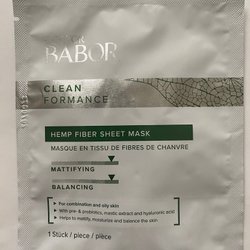 BABOR
CLEAN
FORMANCE
HEMP FIBER SHEET MASK
MASQUE EN TISSU DE FIBRES DE CHANVRE
MATTIFYING
BALANCING
For combination and oily skin
With pre- & probiotics, mastic extract and hyaluronic acid
Helps to mattify, moisturize and balance the skin
1 Stück / piece / pièce